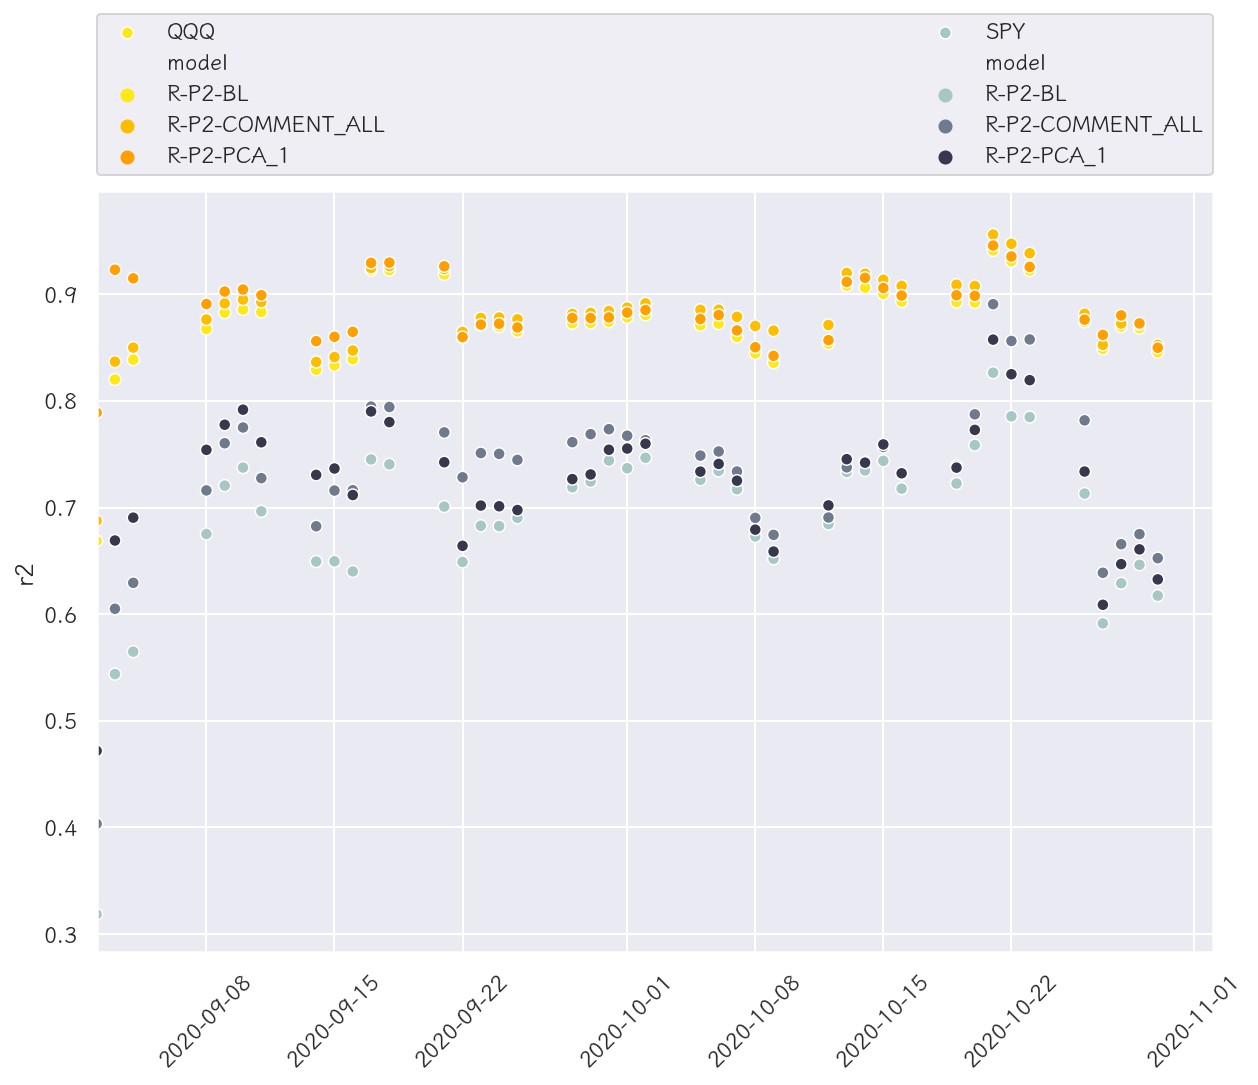 QQQ
model
R-P2-BL
R-P2-COMMENT_ALL
R-P2-PCA_1
SPY
model
R-P2-BL
R-P2-COMMENT_ALL
R-P2-PCA_1
0.9
0.8
0.7
0.6
0.5
0.4
0.3
r2
2020-09-08
2020-09-15
2020-09-22
2020-10-01
2020-10-08
2020-10-15
2020-10-22
2020-11-01